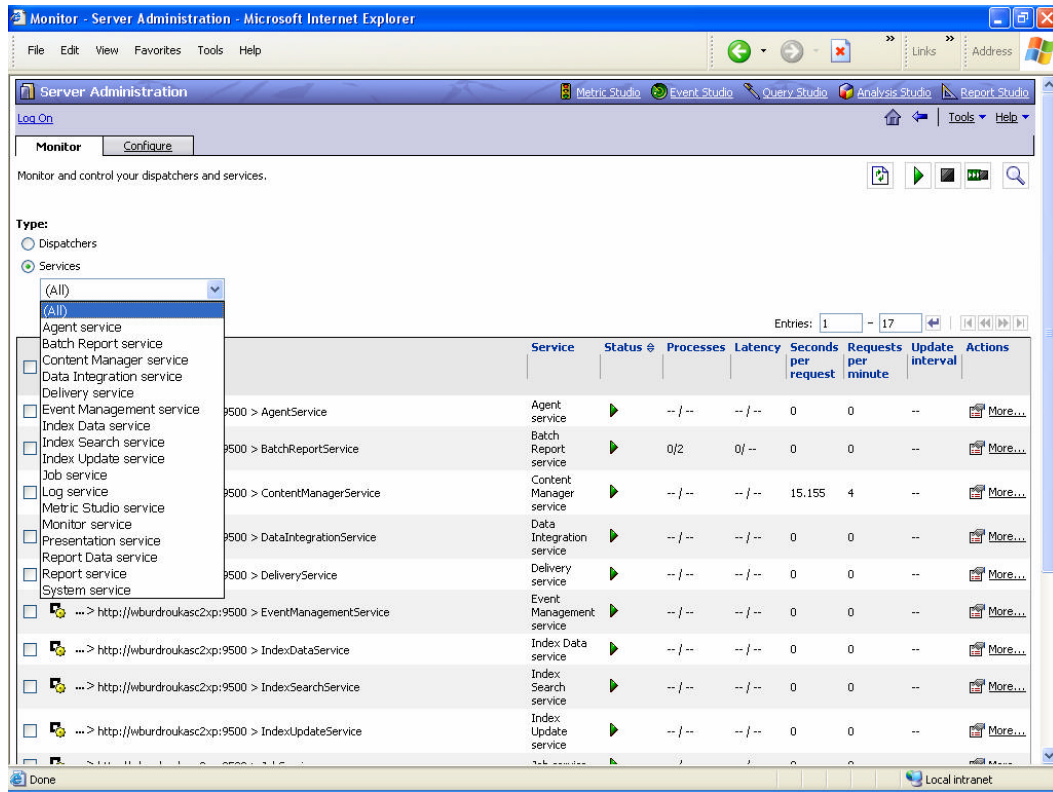 Monitor - Server Administration - Microsoft Internet Explorer
File Edit View Favorites Tools Help
» Links » Address
Server Administration
Metric Studio Event Studio Query Studio Analysis Studio Report Studio
Log On
Tools Help
Monitor Configure
Monitor and control your dispatchers and services.
Type:
Dispatchers
Services
(All)
(All)
Agent service
Batch Report service
Content Manager service
Data Integration service
Delivery service
Event Management service
Index Data service
Index Search service
Index Update service
Job service
Log service
Metric Studio service
Monitor service
Presentation service
Report Data service
Report service
System service
Entries: 1 - 17
Service Status Processes Latency Seconds per request Requests per minute Update interval Actions
9500 > AgentService Agent service -- / -- -- / -- 0 0 -- More...
9500 > BatchReportService Batch Report service 0/2 0/ -- 0 0 -- More...
9500 > ContentManagerService Content Manager service -- / -- -- / -- 15.155 4 -- More...
9500 > DataIntegrationService Data Integration service -- / -- -- / -- 0 0 -- More...
9500 > DeliveryService Delivery service -- / -- -- / -- 0 0 -- More...
... > http://wburdroukasc2xp:9500 > EventManagementService Event Management service -- / -- -- / -- 0 0 -- More...
... > http://wburdroukasc2xp:9500 > IndexDataService Index Data service -- / -- -- / -- 0 0 -- More...
... > http://wburdroukasc2xp:9500 > IndexSearchService Index Search service -- / -- -- / -- 0 0 -- More...
... > http://wburdroukasc2xp:9500 > IndexUpdateService Index Update service -- / -- -- / -- 0 0 -- More...
Done
Local intranet